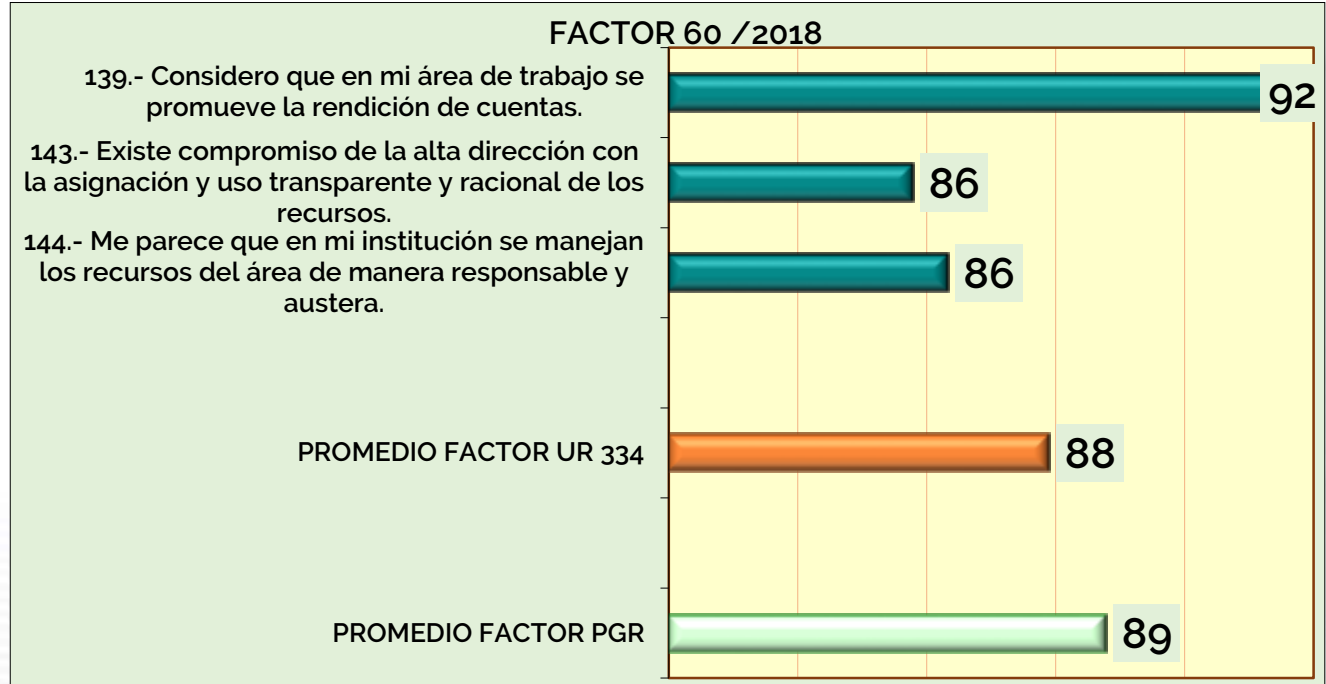 FACTOR 60 /2018
139.- Considero que en mi área de trabajo se
promueve la rendición de cuentas.
92
143.- Existe compromiso de la alta dirección con
la asignación y uso transparente y racional de los
recursos.
86
144.- Me parece que en mi institución se manejan
los recursos del área de manera responsable y
austera.
86
PROMEDIO FACTOR UR 334
88
PROMEDIO FACTOR PGR
89